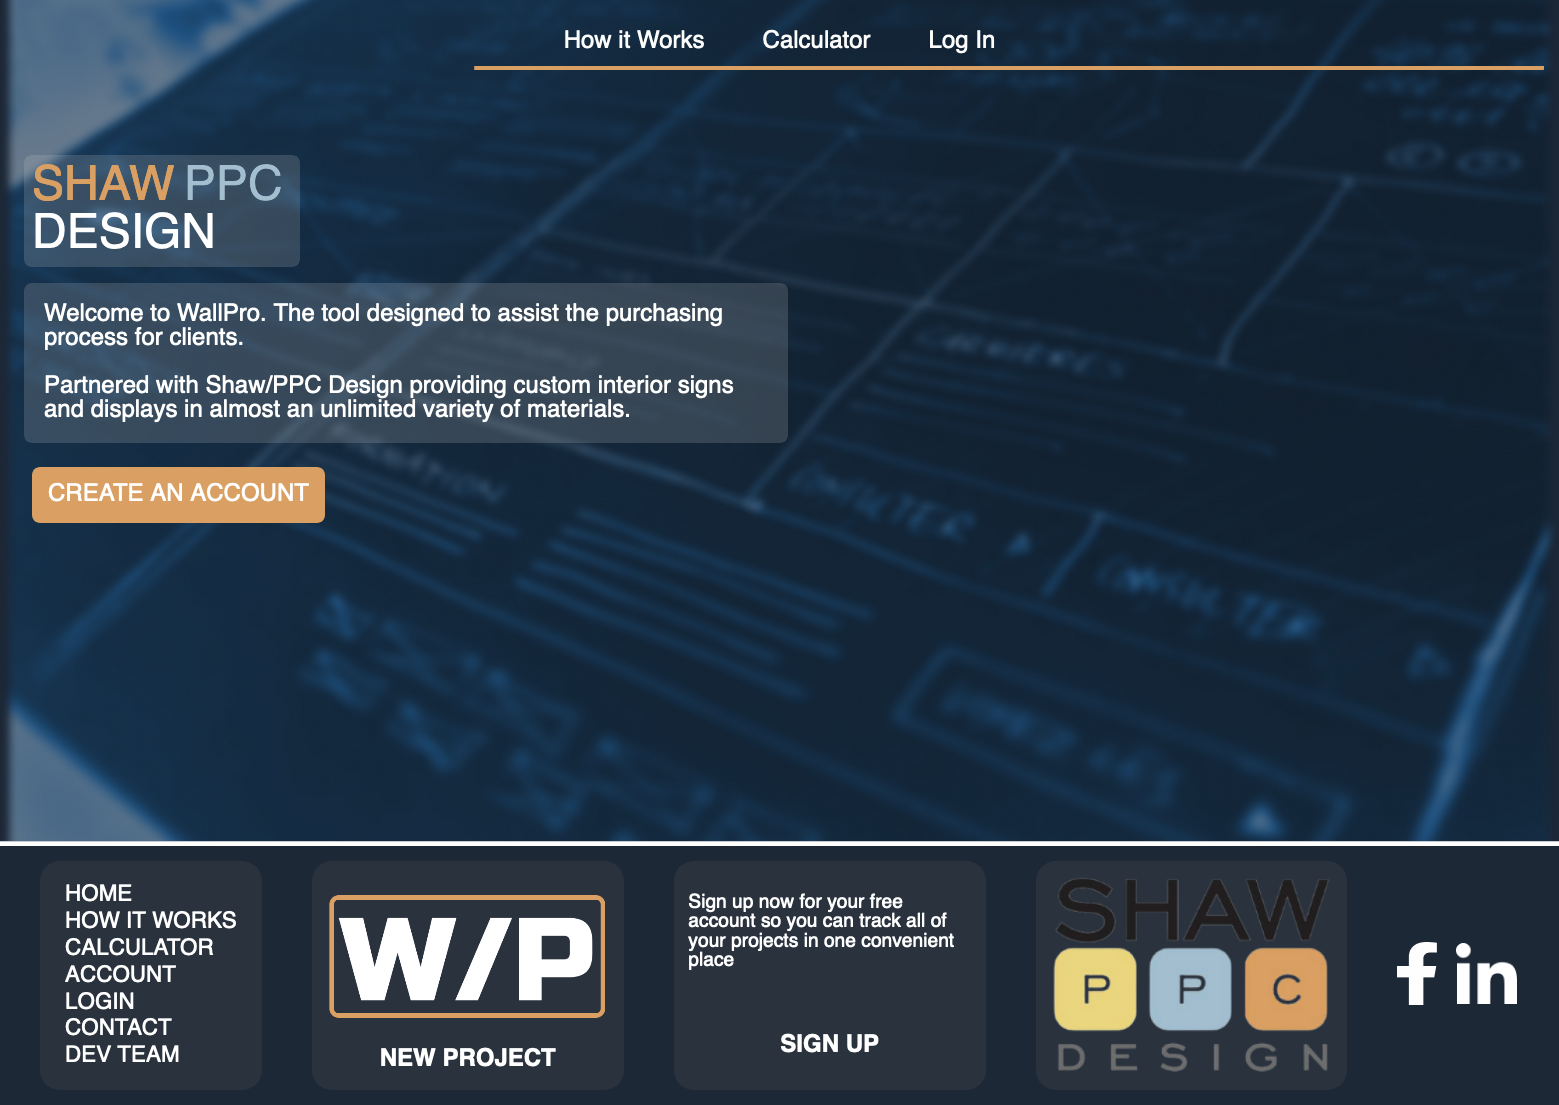 How it Works Calculator Log In
SHAW PPC
DESIGN
Welcome to WallPro. The tool designed to assist the purchasing
process for clients.
Partnered with Shaw/PPC Design providing custom interior signs
and displays in almost an unlimited variety of materials.
CREATE AN ACCOUNT
CONSULTER
CONSULTER
HOME
HOW IT WORKS
CALCULATOR
ACCOUNT
LOGIN
CONTACT
DEV TEAM
W/P
NEW PROJECT
Sign up now for your free
account so you can track all of
your projects in one convenient
place
SIGN UP
SHAW
P P C
DESIGN
f in